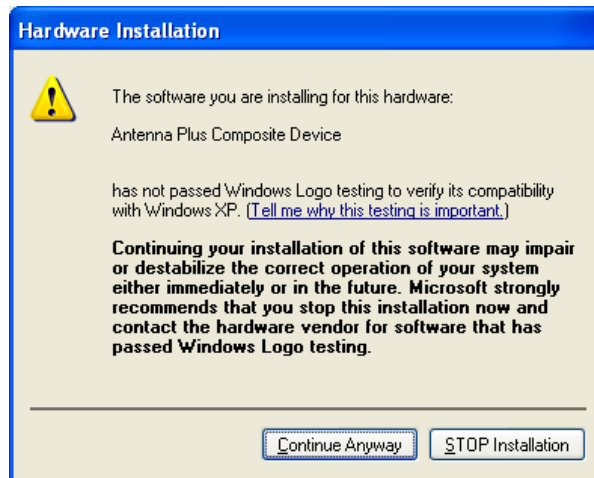 Hardware Installation
The software you are installing for this hardware:
Antenna Plus Composite Device
has not passed Windows Logo testing to verify its compatibility
with Windows XP. (Tell me why this testing is important.)
Continuing your installation of this software may impair
or destabilize the correct operation of your system
either immediately or in the future. Microsoft strongly
recommends that you stop this installation now and
contact the hardware vendor for software that has
passed Windows Logo testing.
Continue Anyway STOP Installation